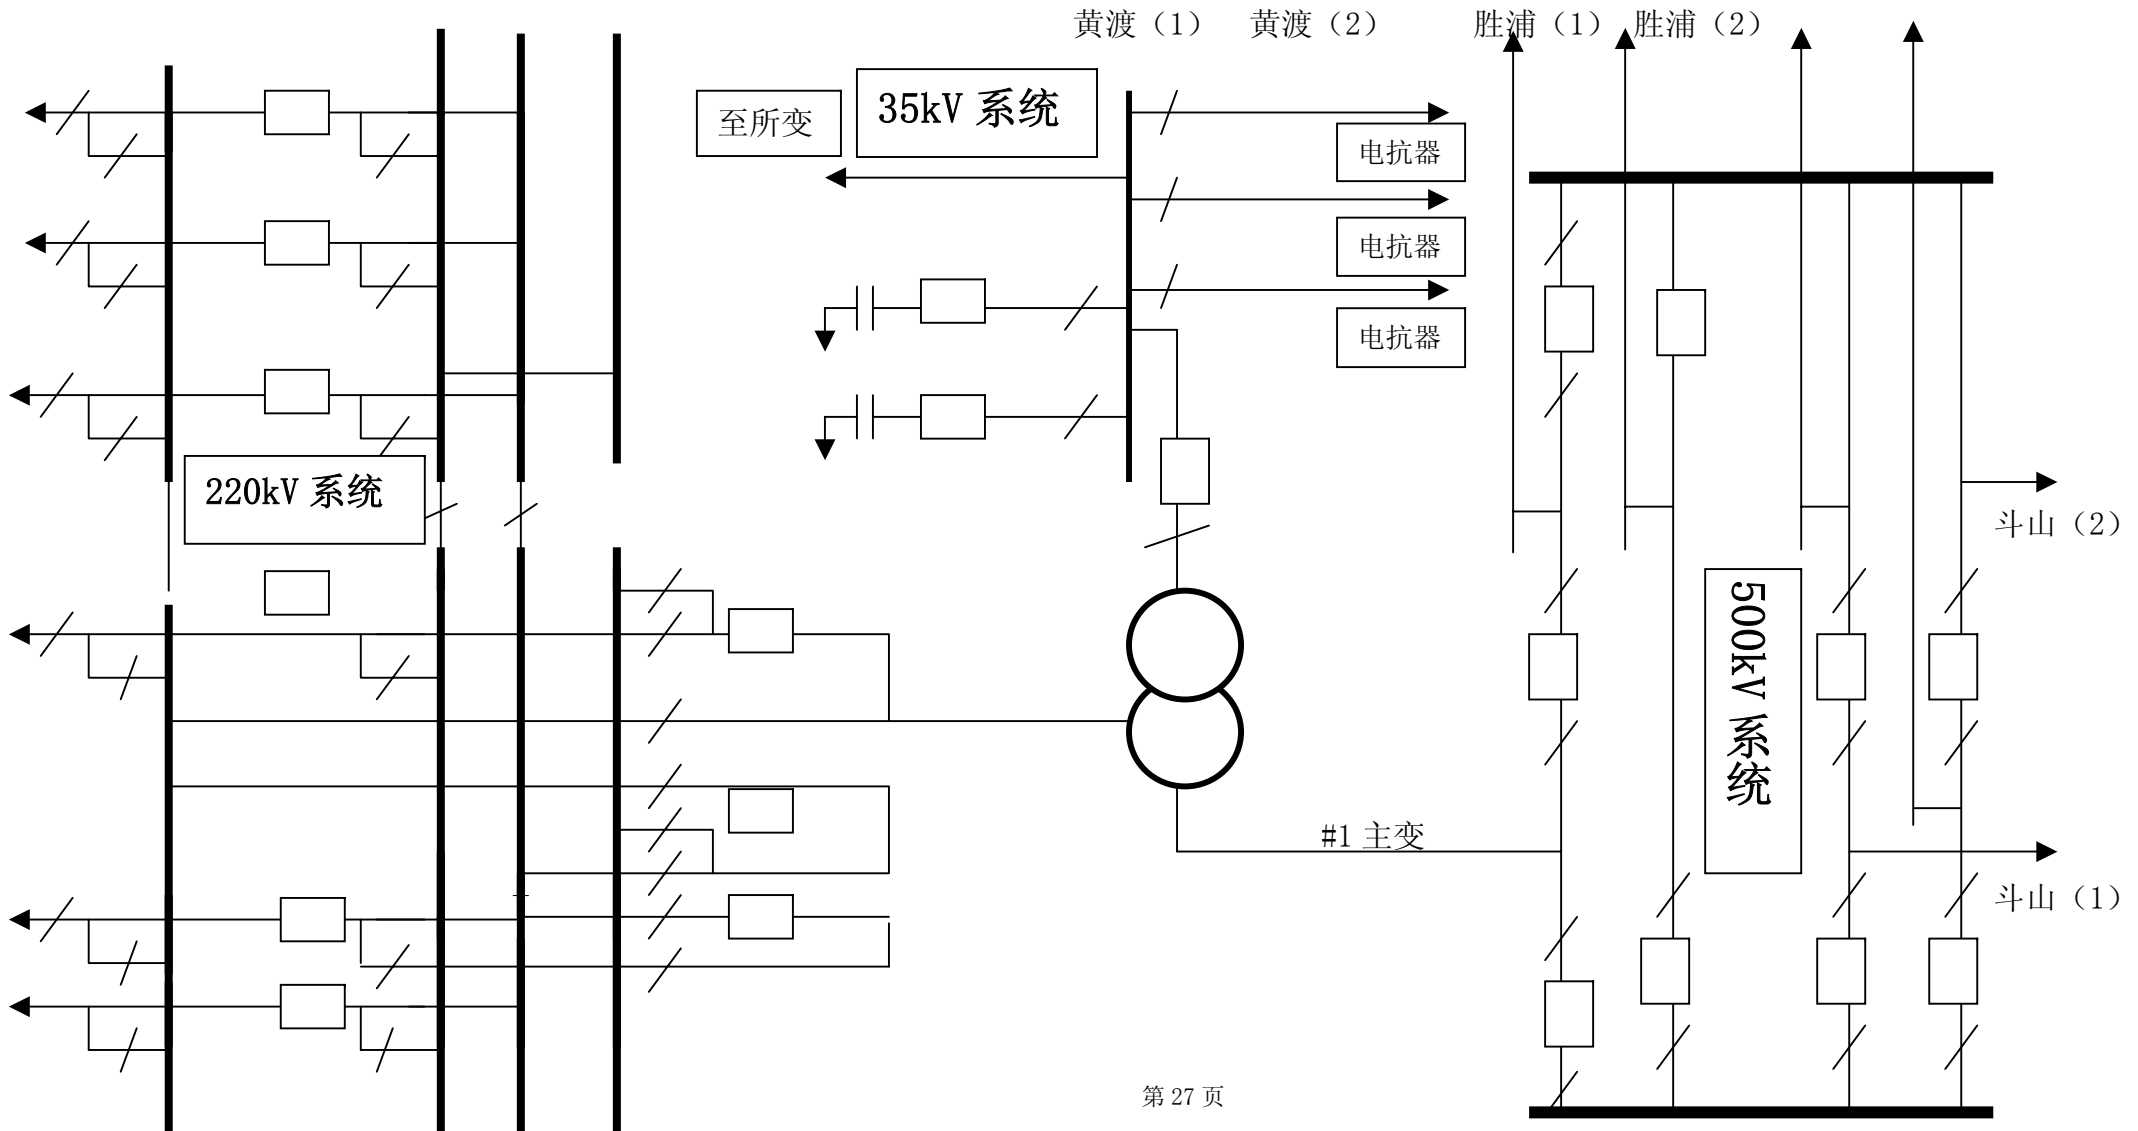 黄渡（1） 黄渡（2） 胜浦（1） 胜浦（2）
至所变
35kV 系统
电抗器
电抗器
电抗器
220kV 系统
斗山（2）
500kV 系统
#1 主变
斗山（1）
第 27 页